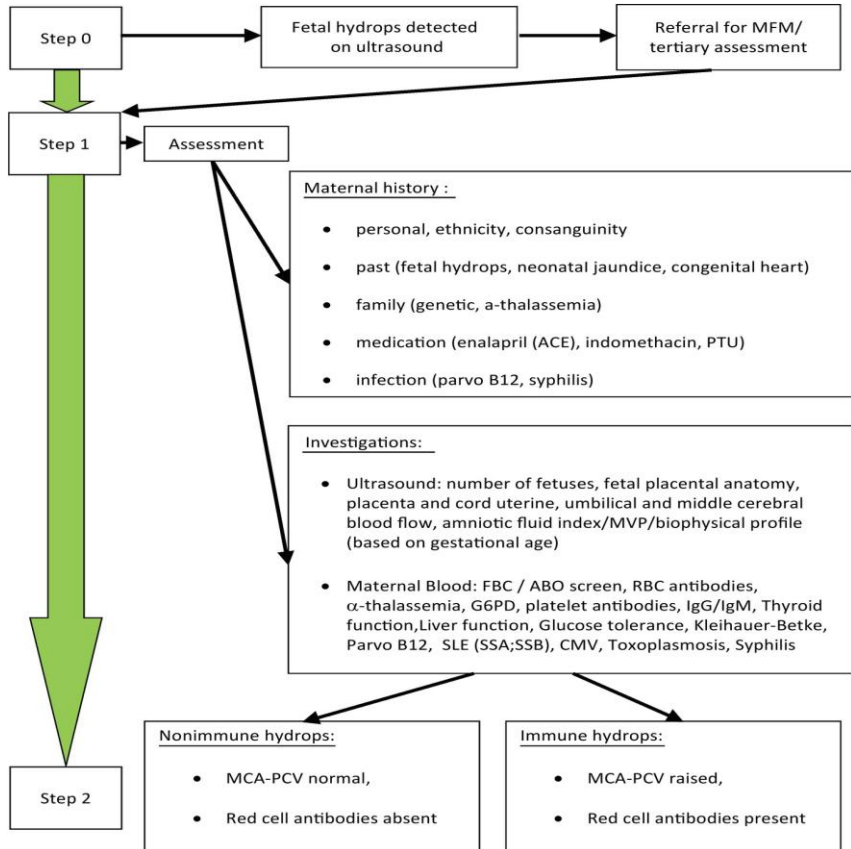 Step 0
Fetal hydrops detected
on ultrasound
Referral for MFM/
tertiary assessment
Step 1
Assessment
Maternal history :
• personal, ethnicity, consanguinity
• past (fetal hydrops, neonatal jaundice, congenital heart)
• family (genetic, a-thalassemia)
• medication (enalapril (ACE), indomethacin, PTU)
• infection (parvo B12, syphilis)
Investigations:
• Ultrasound: number of fetuses, fetal placental anatomy,
placenta and cord uterine, umbilical and middle cerebral
blood flow, amniotic fluid index/MVP/biophysical profile
(based on gestational age)
• Maternal Blood: FBC / ABO screen, RBC antibodies,
α-thalassemia, G6PD, platelet antibodies, IgG/IgM, Thyroid
function,Liver function, Glucose tolerance, Kleihauer-Betke,
Parvo B12, SLE (SSA;SSB), CMV, Toxoplasmosis, Syphilis
Step 2
Nonimmune hydrops:
• MCA-PCV normal,
• Red cell antibodies absent
Immune hydrops:
• MCA-PCV raised,
• Red cell antibodies present